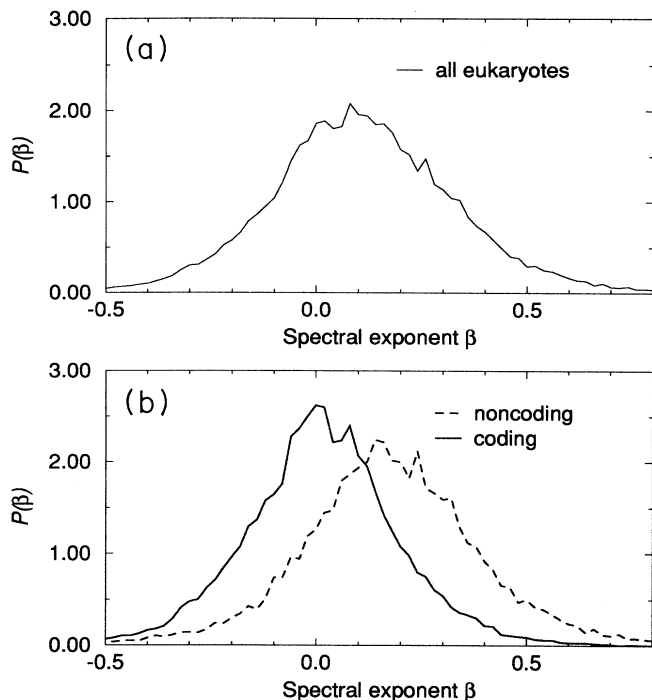 3.00
(a)
all eukaryotes
2.00
P(β)
1.00
0.00
-0.5 0.0 0.5
Spectral exponent β
3.00
(b)
noncoding
coding
2.00
P(β)
1.00
0.00
-0.5 0.0 0.5
Spectral exponent β